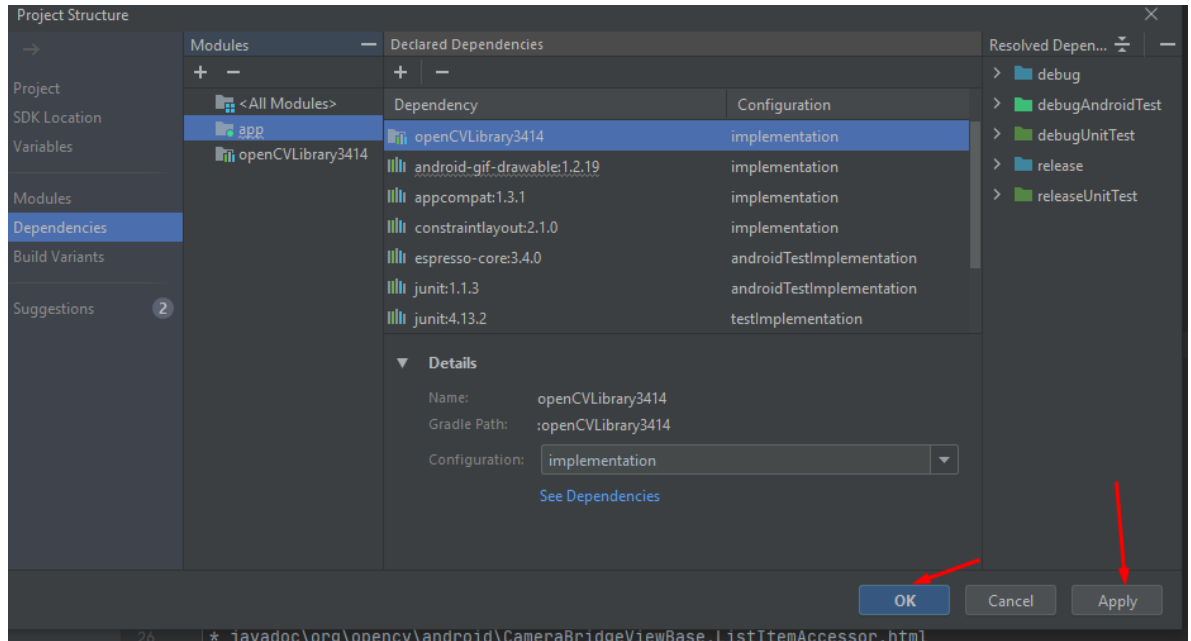 Project Structure
Modules
Declared Dependencies
Resolved Depen...
Project
SDK Location
Variables
Modules
Dependencies
Build Variants
Suggestions
2
<All Modules>
app
openCVLibrary3414
Dependency Configuration
openCVLibrary3414 implementation
android-gif-drawable:1.2.19 implementation
appcompat:1.3.1 implementation
constraintlayout:2.1.0 implementation
espresso-core:3.4.0 androidTestImplementation
junit:1.1.3 androidTestImplementation
junit:4.13.2 testImplementation
Details
Name: openCVLibrary3414
Gradle Path: :openCVLibrary3414
Configuration: implementation
See Dependencies
debug
debugAndroidTest
debugUnitTest
release
releaseUnitTest
OK Cancel Apply
26 * javadoc\org\opencv\android\CameraBridgeViewBase.ListItemAccessor.html